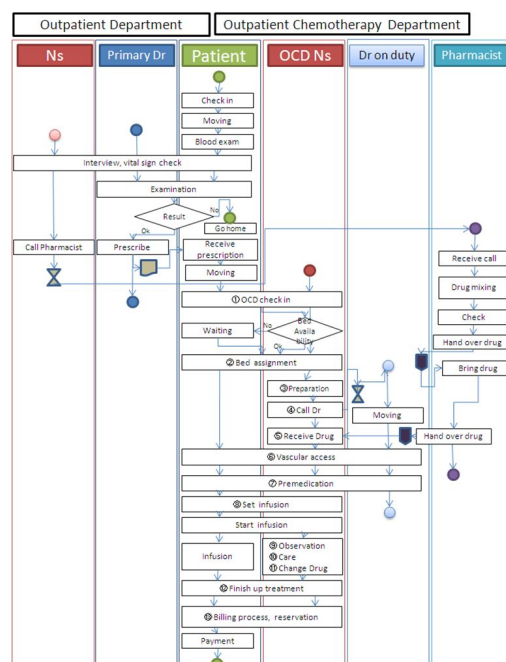 Outpatient Department
Outpatient Chemotherapy Department
Ns
Primary Dr
Patient
OCD Ns
Dr on duty
Pharmacist
Check in
Moving
Blood exam
Interview, vital sign check
Examination
Result
No
Go home
Ok
Call Pharmacist
Prescribe
Receive
prescription
Receive call
Moving
Drug mixing
① OCD check in
Check
Waiting
No
Bed
Availa
bility
Ok
Hand over drug
② Bed assignment
Bring drug
③ Preparation
④ Call Dr
Moving
⑤ Receive Drug
Hand over drug
⑥ Vascular access
⑦ Premedication
⑧ Set infusion
Start infusion
Infusion
⑨ Observation
⑩ Care
⑪ Change Drug
⑫ Finish up treatment
⑬ Billing process, reservation
Payment